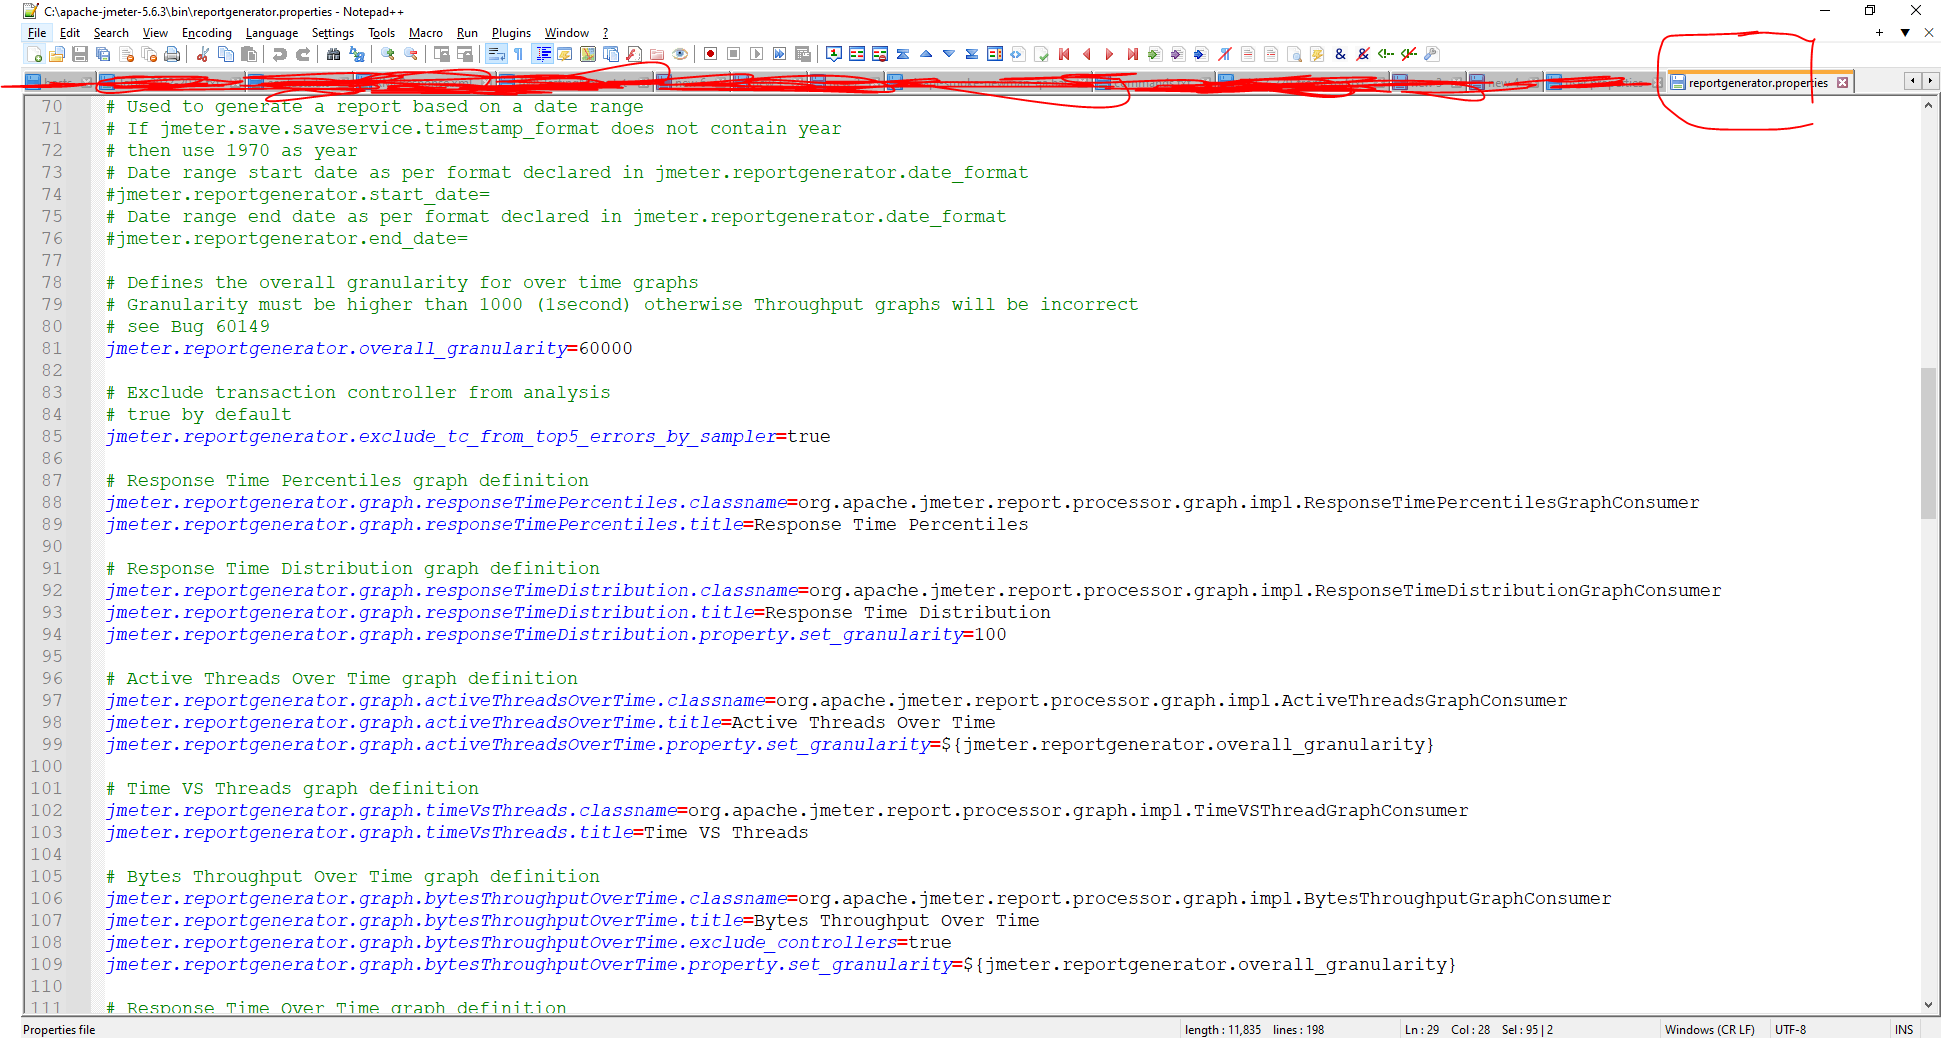 C:\apache-jmeter-5.6.3\bin\reportgenerator.properties - Notepad++
File Edit Search View Encoding Language Settings Tools Macro Run Plugins Window ?
reportgenerator.properties
70 # Used to generate a report based on a date range
71 # If jmeter.save.saveservice.timestamp_format does not contain year
72 # then use 1970 as year
73 # Date range start date as per format declared in jmeter.reportgenerator.date_format
74 #jmeter.reportgenerator.start_date=
75 # Date range end date as per format declared in jmeter.reportgenerator.date_format
76 #jmeter.reportgenerator.end_date=
77
78 # Defines the overall granularity for over time graphs
79 # Granularity must be higher than 1000 (1second) otherwise Throughput graphs will be incorrect
80 # see Bug 60149
81 jmeter.reportgenerator.overall_granularity=60000
82
83 # Exclude transaction controller from analysis
84 # true by default
85 jmeter.reportgenerator.exclude_tc_from_top5_errors_by_sampler=true
86
87 # Response Time Percentiles graph definition
88 jmeter.reportgenerator.graph.responseTimePercentiles.classname=org.apache.jmeter.report.processor.graph.impl.ResponseTimePercentilesGraphConsumer
89 jmeter.reportgenerator.graph.responseTimePercentiles.title=Response Time Percentiles
90
91 # Response Time Distribution graph definition
92 jmeter.reportgenerator.graph.responseTimeDistribution.classname=org.apache.jmeter.report.processor.graph.impl.ResponseTimeDistributionGraphConsumer
93 jmeter.reportgenerator.graph.responseTimeDistribution.title=Response Time Distribution
94 jmeter.reportgenerator.graph.responseTimeDistribution.property.set_granularity=100
95
96 # Active Threads Over Time graph definition
97 jmeter.reportgenerator.graph.activeThreadsOverTime.classname=org.apache.jmeter.report.processor.graph.impl.ActiveThreadsGraphConsumer
98 jmeter.reportgenerator.graph.activeThreadsOverTime.title=Active Threads Over Time
99 jmeter.reportgenerator.graph.activeThreadsOverTime.property.set_granularity=${jmeter.reportgenerator.overall_granularity}
100
101 # Time VS Threads graph definition
102 jmeter.reportgenerator.graph.timeVsThreads.classname=org.apache.jmeter.report.processor.graph.impl.TimeVSThreadGraphConsumer
103 jmeter.reportgenerator.graph.timeVsThreads.title=Time VS Threads
104
105 # Bytes Throughput Over Time graph definition
106 jmeter.reportgenerator.graph.bytesThroughputOverTime.classname=org.apache.jmeter.report.processor.graph.impl.BytesThroughputGraphConsumer
107 jmeter.reportgenerator.graph.bytesThroughputOverTime.title=Bytes Throughput Over Time
108 jmeter.reportgenerator.graph.bytesThroughputOverTime.exclude_controllers=true
109 jmeter.reportgenerator.graph.bytesThroughputOverTime.property.set_granularity=${jmeter.reportgenerator.overall_granularity}
110
111 # Response Time Over Time graph definition
Properties file length : 11,835 lines : 198 Ln : 29 Col : 28 Sel : 95 | 2 Windows (CR LF) UTF-8 INS